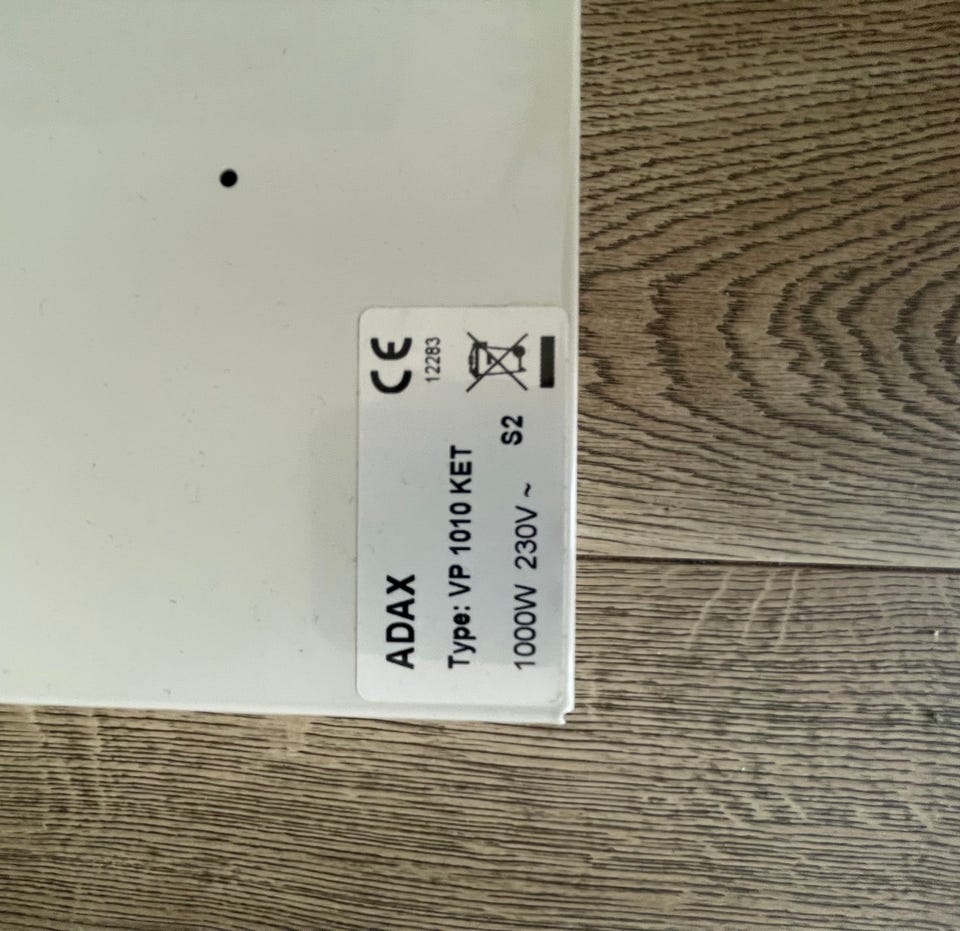 ADAX
CE
12283
Type: VP 1010 KET
1000W 230V ~ S2